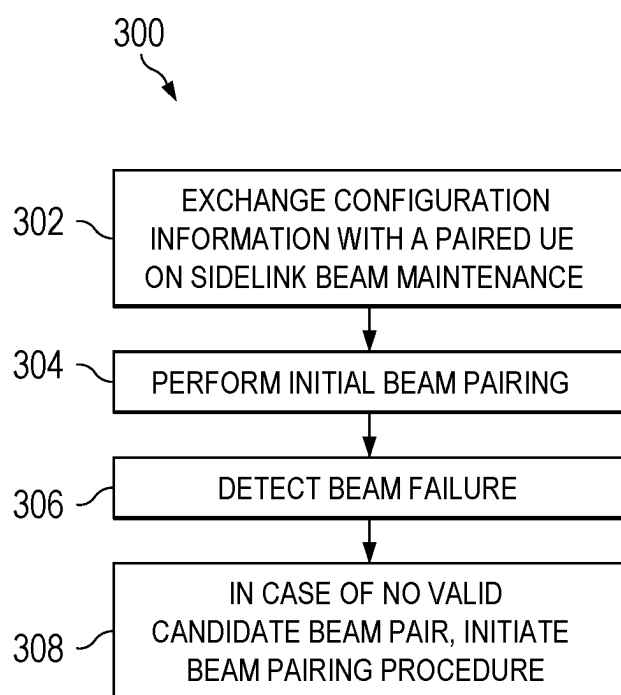 300
302
EXCHANGE CONFIGURATION
INFORMATION WITH A PAIRED UE
ON SIDELINK BEAM MAINTENANCE
304
PERFORM INITIAL BEAM PAIRING
306
DETECT BEAM FAILURE
308
IN CASE OF NO VALID
CANDIDATE BEAM PAIR, INITIATE
BEAM PAIRING PROCEDURE